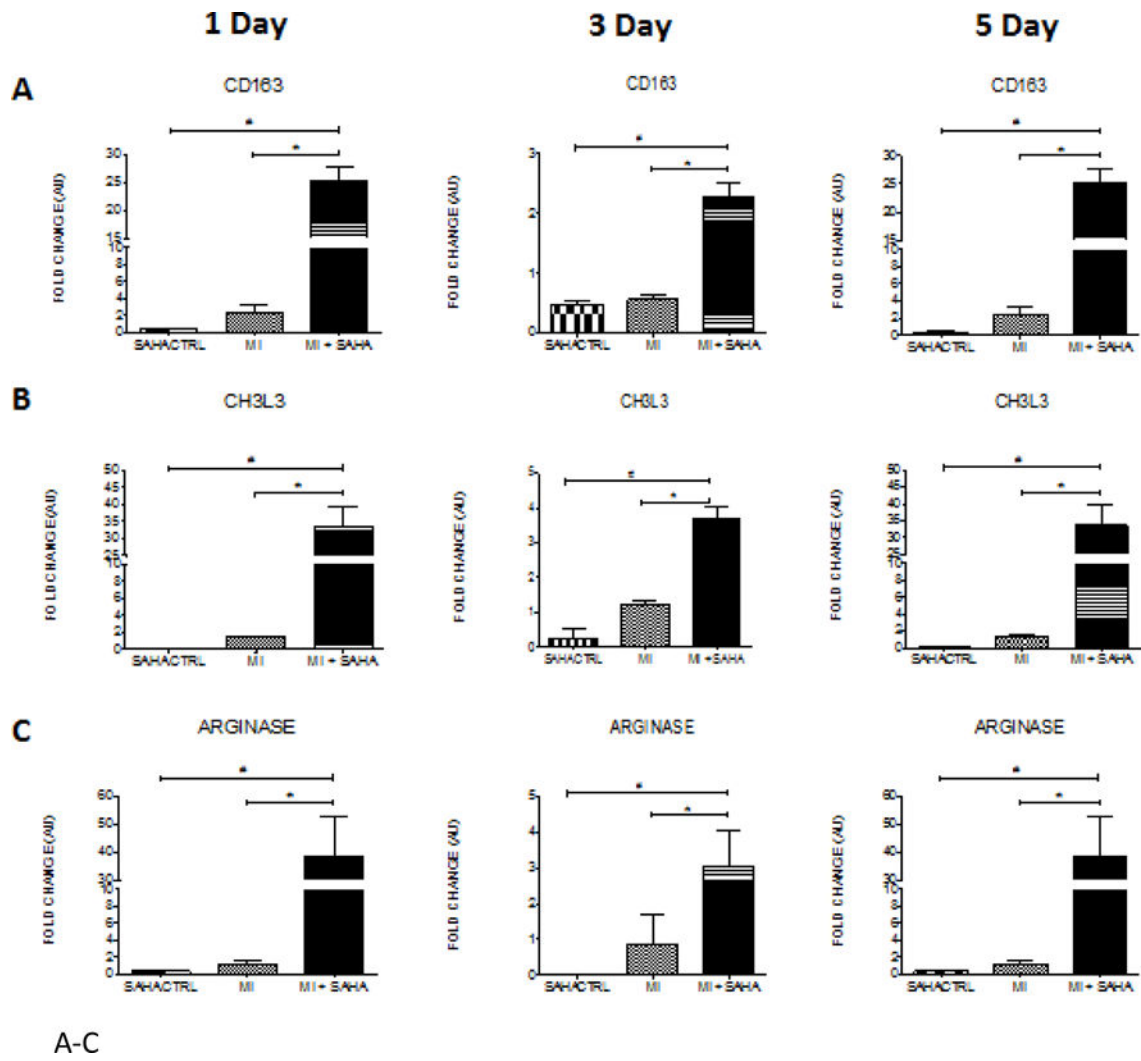 1 Day 3 Day 5 Day
A
CD163 CD163 CD163
* # #
* * *
FOLD CHANGE(AU) FOLD CHANGE (AU) FOLD CHANGE (AU)
30 25 20 15 10 8 6 4 2 0
3 2 1 0
30 25 20 15 10 8 6 4 2 0
SAHACTRL MI MI + SAHA SAHACTRL MI MI + SAHA SAHACTRL MI MI + SAHA
B
CH3L3 CH3L3 CH3L3
* # *
* * *
FOLD CHANGE(AU) FOLD CHANGE (AU) FOLD CHANGE (AU)
50 45 40 35 30 25 10 8 6 4 2 0
5 4 3 2 1 0
50 45 40 35 30 25 10 8 6 4 2 0
SAHACTRL MI MI + SAHA SAHACTRL MI MI +SAHA SAHACTRL MI MI + SAHA
C
ARGINASE ARGINASE ARGINASE
# # #
* * *
FOLD CHANGE(AU) FOLD CHANGE (AU) FOLD CHANGE (AU)
60 50 40 30 10 8 6 4 2 0
5 4 3 2 1 0
60 50 40 30 10 8 6 4 2 0
SAHACTRL MI MI + SAHA SAHACTRL MI MI + SAHA SAHACTRL MI MI + SAHA
A-C